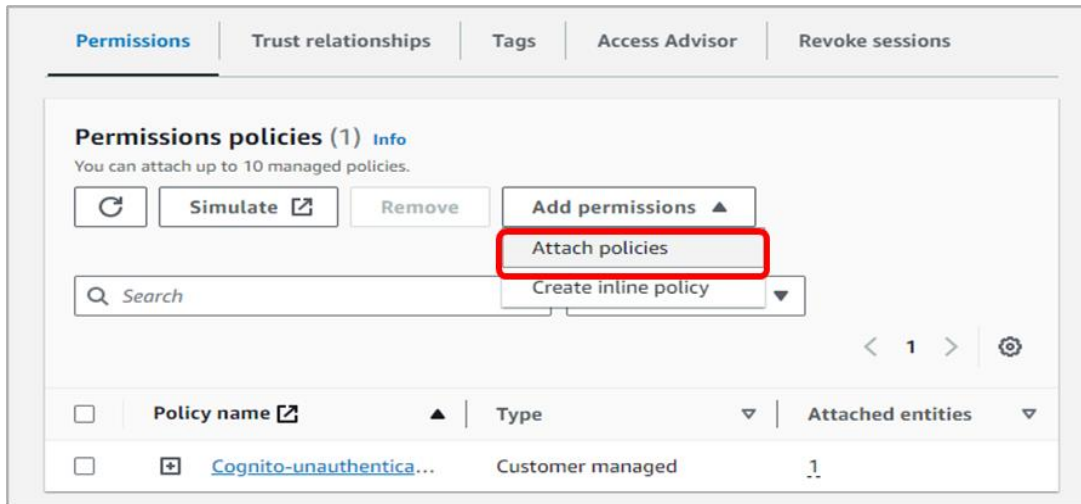 Permissions Trust relationships Tags Access Advisor Revoke sessions
Permissions policies (1) Info
You can attach up to 10 managed policies.
Simulate Remove Add permissions
Attach policies
Create inline policy
Search
1
Policy name Type Attached entities
Cognito-unauthentica... Customer managed 1